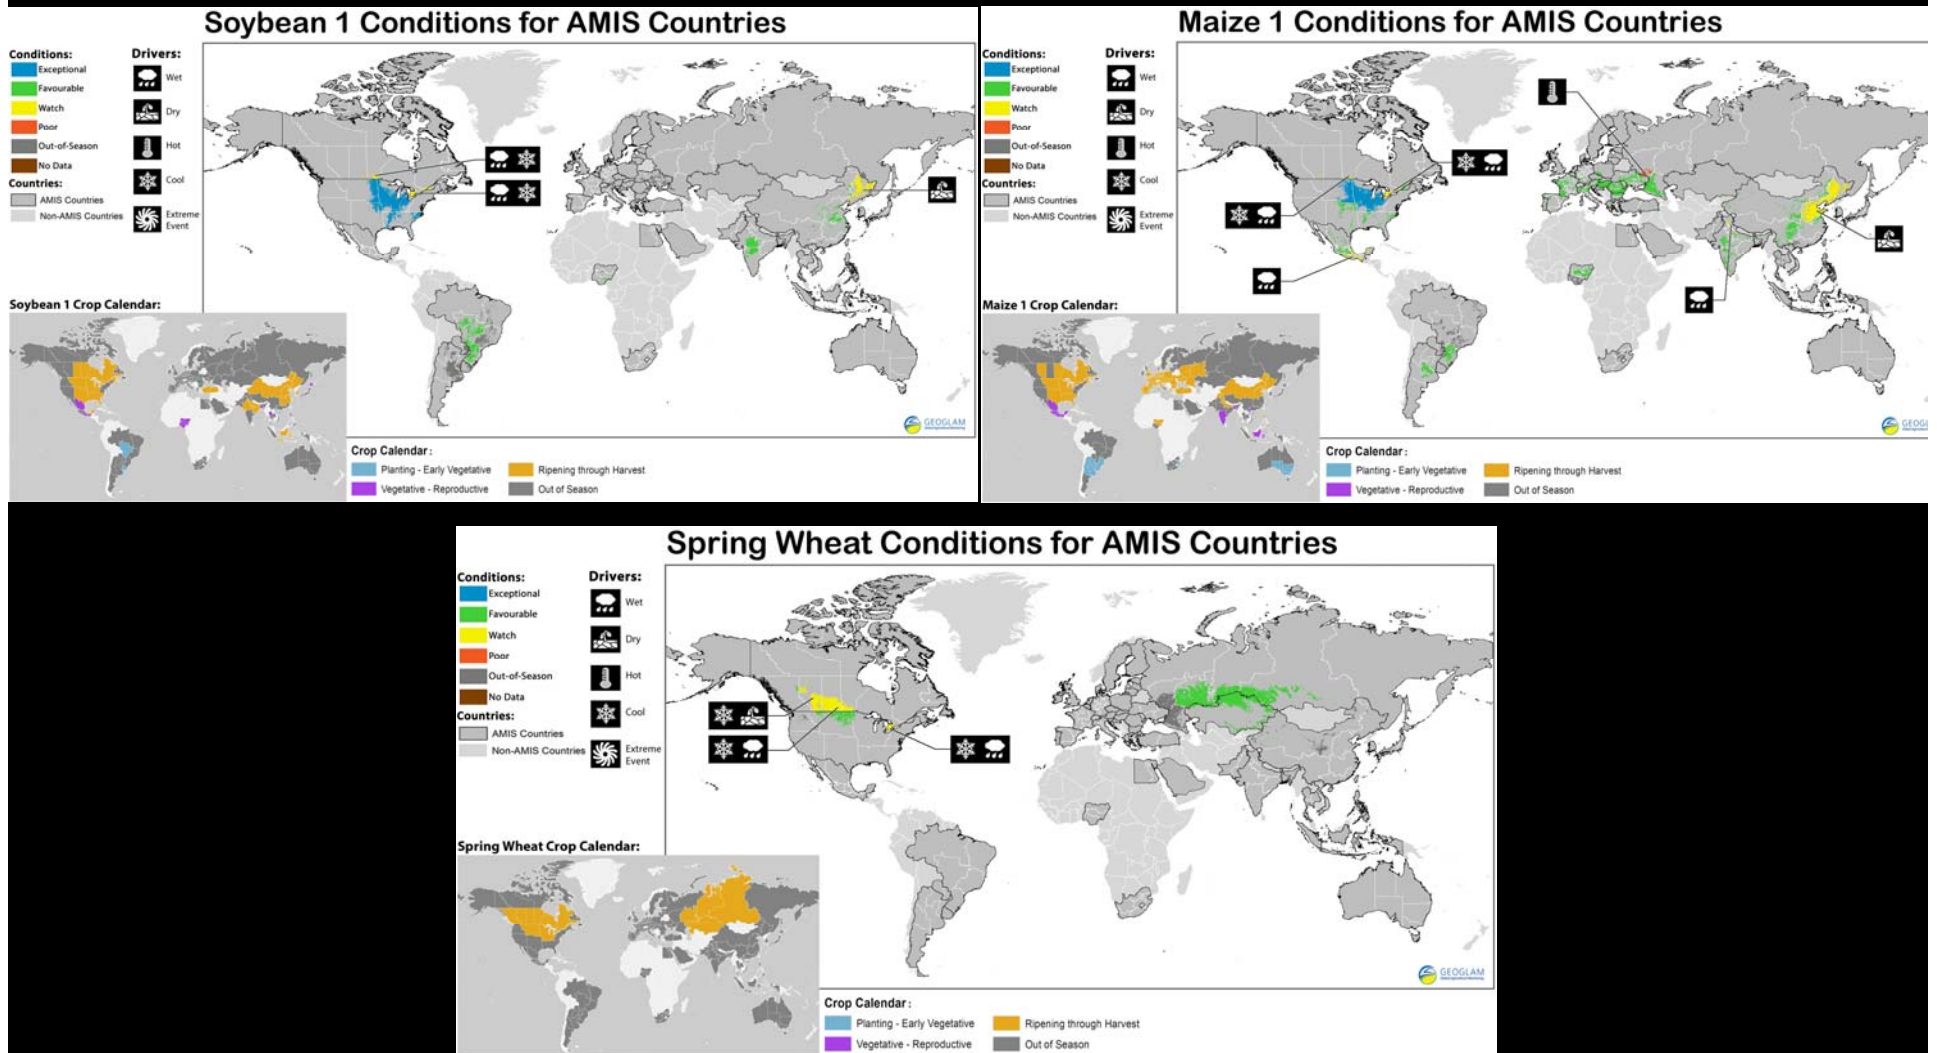 Soybean 1 Conditions for AMIS Countries
Conditions:
Exceptional
Favourable
Watch
Poor
Out-of-Season
No Data
Countries:
AMIS Countries
Non-AMIS Countries
Drivers:
Wet
Dry
Hot
Cool
Extreme
Event
Soybean 1 Crop Calendar:
GEOGLAM
Crop Calendar :
Planting - Early Vegetative
Ripening through Harvest
Vegetative - Reproductive
Out of Season
Maize 1 Conditions for AMIS Countries
Conditions:
Exceptional
Favourable
Watch
Poor
Out-of-Season
No Data
Countries:
AMIS Countries
Non-AMIS Countries
Drivers:
Wet
Dry
Hot
Cool
Extreme
Event
Maize 1 Crop Calendar:
GEOGL
Crop Calendar :
Planting - Early Vegetative
Ripening through Harvest
Vegetative - Reproductive
Out of Season
Spring Wheat Conditions for AMIS Countries
Conditions:
Exceptional
Favourable
Watch
Poor
Out-of-Season
No Data
Countries:
AMIS Countries
Non-AMIS Countries
Drivers:
Wet
Dry
Hot
Cool
Extreme
Event
Spring Wheat Crop Calendar:
GEOGLAM
Crop Calendar :
Planting - Early Vegetative
Ripening through Harvest
Vegetative - Reproductive
Out of Season